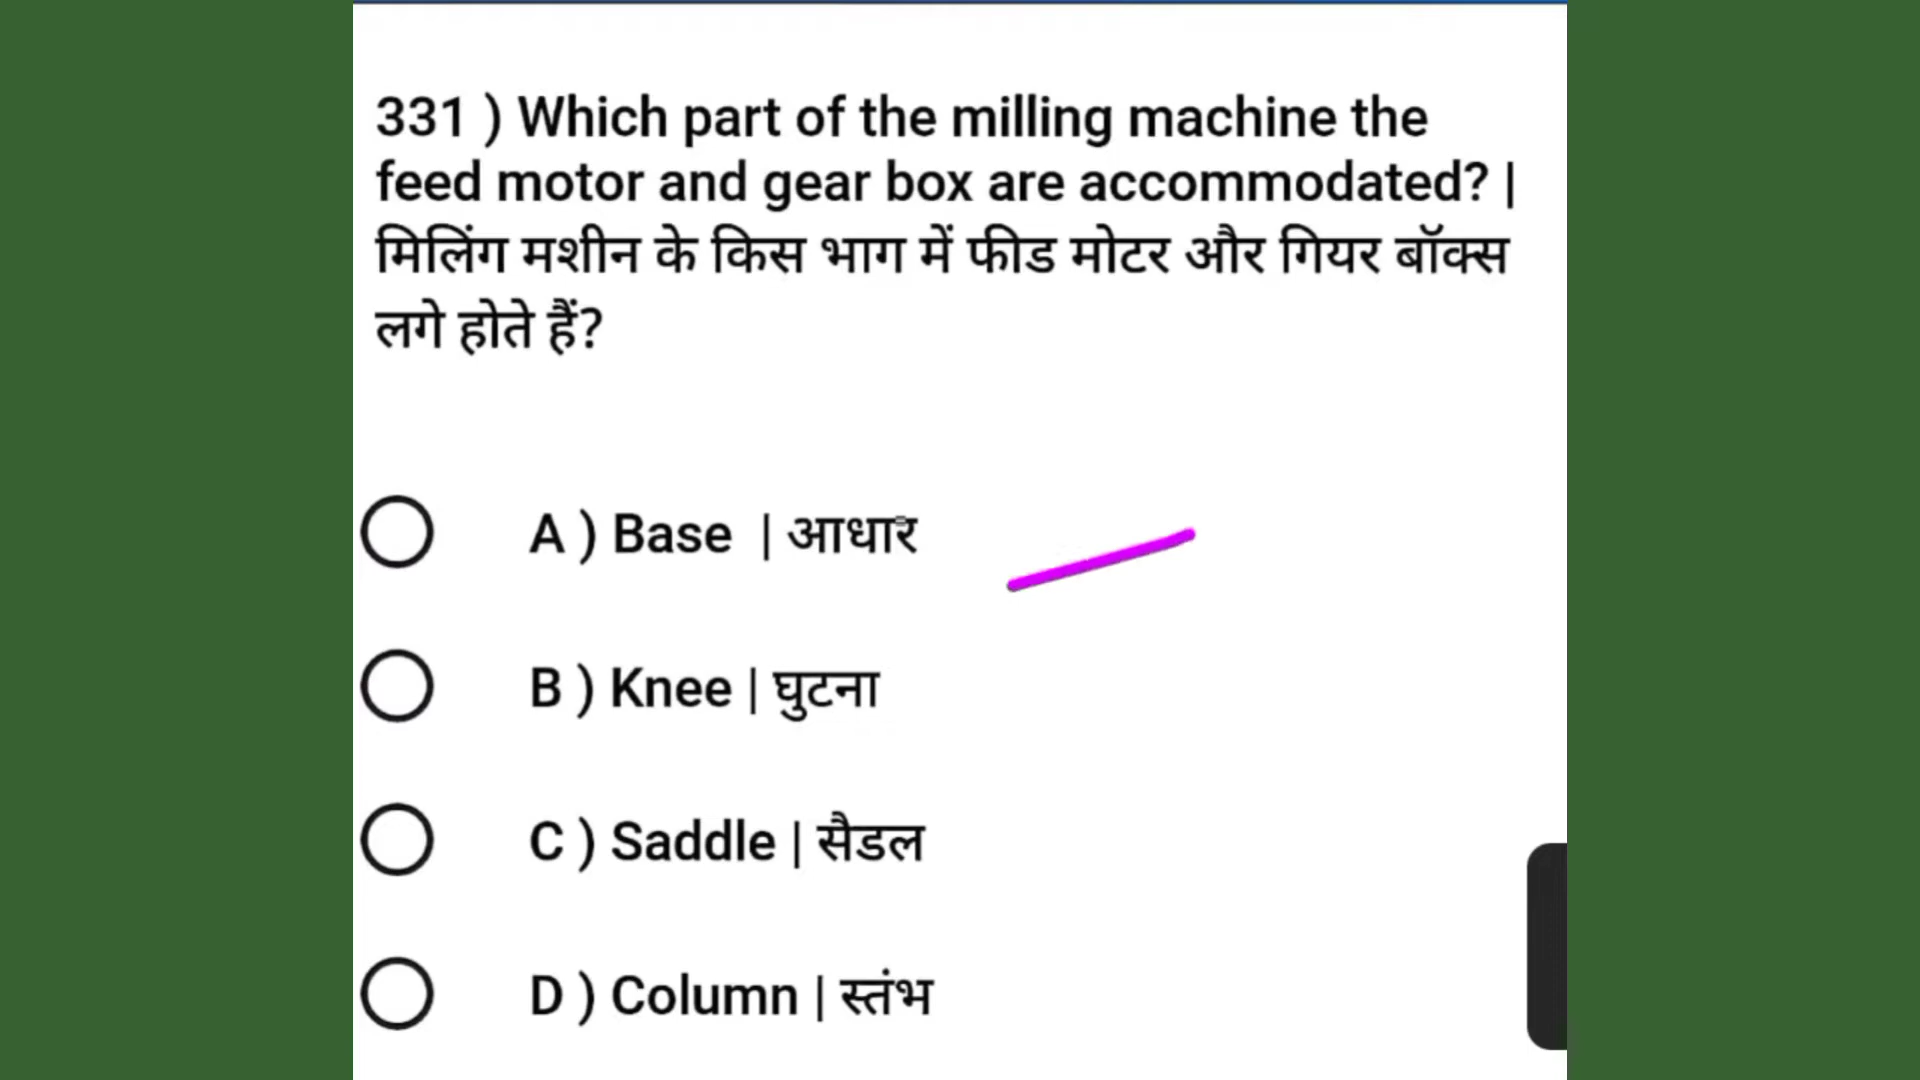 331 ) Which part of the milling machine the
feed motor and gear box are accommodated? |
मिलिंग मशीन के किस भाग में फीड मोटर और गियर बॉक्स
लगे होते हैं?
A ) Base | आधार
B ) Knee | घुटना
C ) Saddle | सैडल
D ) Column | स्तंभ